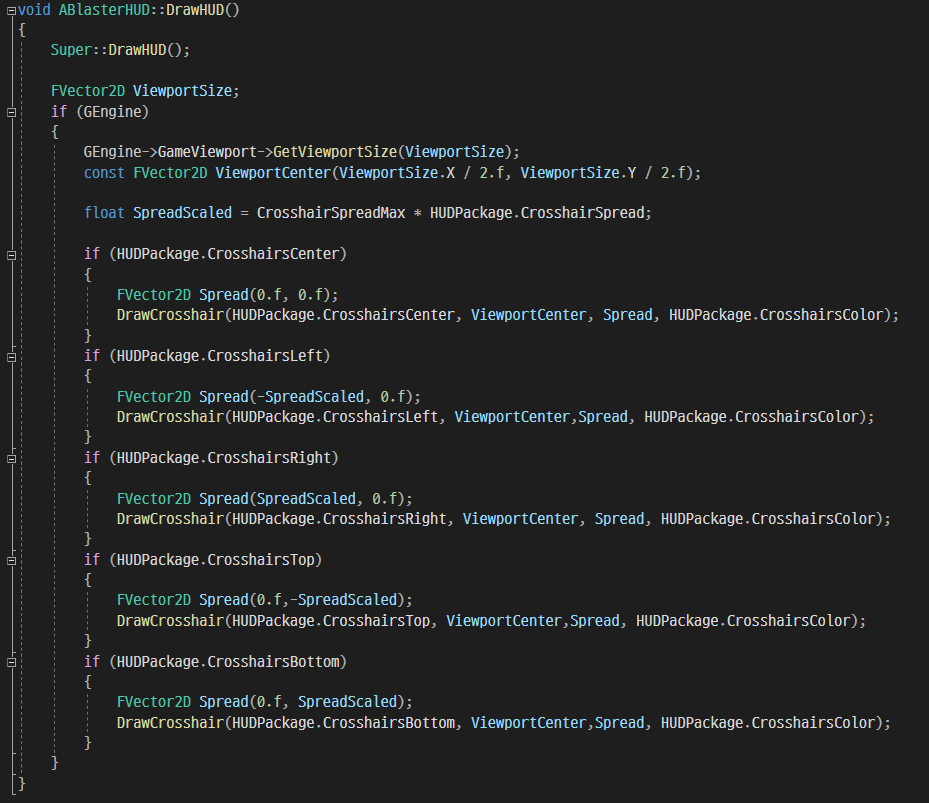 void ABlasterHUD::DrawHUD()
{
    Super::DrawHUD();

    FVector2D ViewportSize;
    if (GEngine)
    {
        GEngine->GameViewport->GetViewportSize(ViewportSize);
        const FVector2D ViewportCenter(ViewportSize.X / 2.f, ViewportSize.Y / 2.f);

        float SpreadScaled = CrosshairSpreadMax * HUDPackage.CrosshairSpread;

        if (HUDPackage.CrosshairsCenter)
        {
            FVector2D Spread(0.f, 0.f);
            DrawCrosshair(HUDPackage.CrosshairsCenter, ViewportCenter, Spread, HUDPackage.CrosshairsColor);
        }
        if (HUDPackage.CrosshairsLeft)
        {
            FVector2D Spread(-SpreadScaled, 0.f);
            DrawCrosshair(HUDPackage.CrosshairsLeft, ViewportCenter,Spread, HUDPackage.CrosshairsColor);
        }
        if (HUDPackage.CrosshairsRight)
        {
            FVector2D Spread(SpreadScaled, 0.f);
            DrawCrosshair(HUDPackage.CrosshairsRight, ViewportCenter, Spread, HUDPackage.CrosshairsColor);
        }
        if (HUDPackage.CrosshairsTop)
        {
            FVector2D Spread(0.f,-SpreadScaled);
            DrawCrosshair(HUDPackage.CrosshairsTop, ViewportCenter,Spread, HUDPackage.CrosshairsColor);
        }
        if (HUDPackage.CrosshairsBottom)
        {
            FVector2D Spread(0.f, SpreadScaled);
            DrawCrosshair(HUDPackage.CrosshairsBottom, ViewportCenter,Spread, HUDPackage.CrosshairsColor);
        }
    }
}